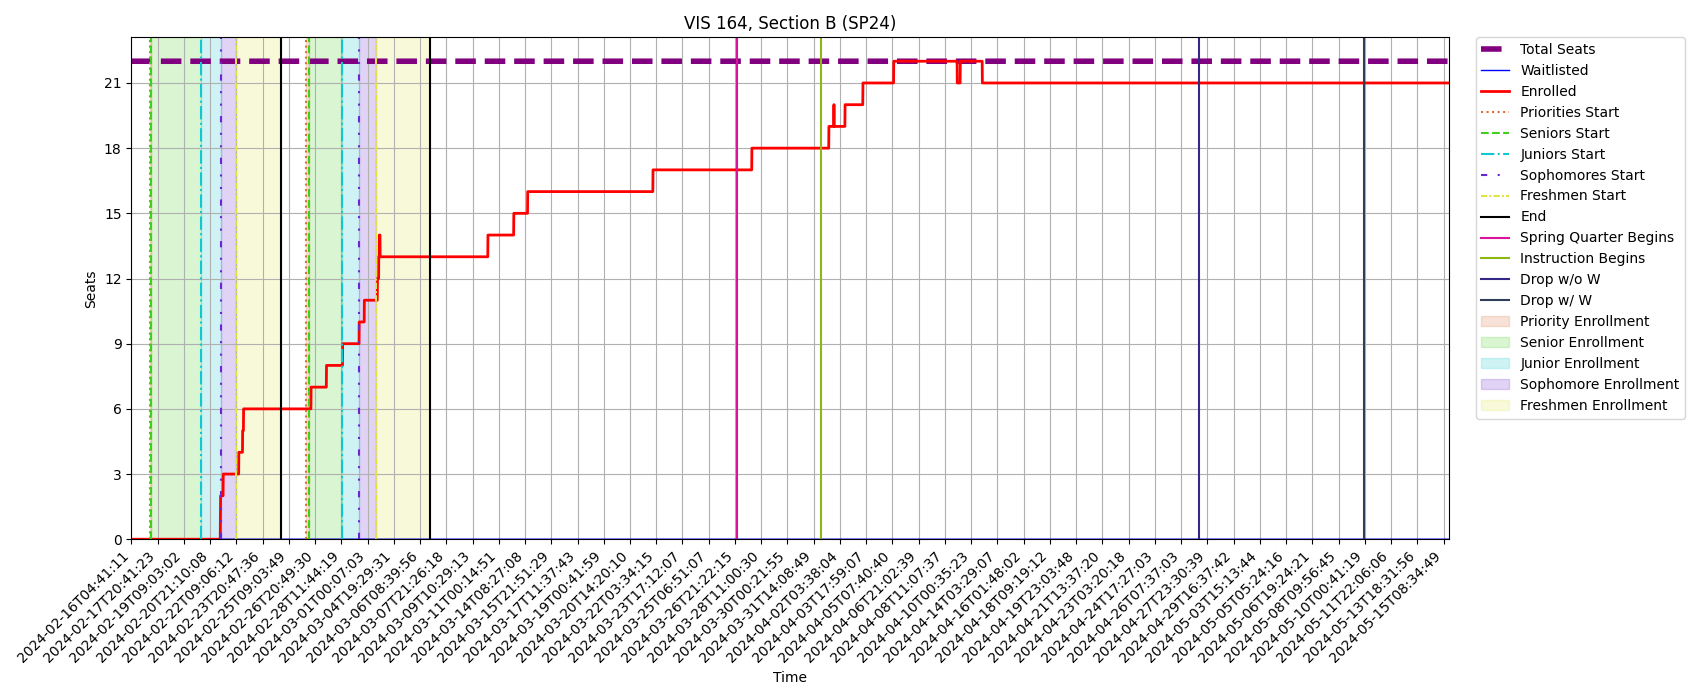 VIS 164, Section B (SP24)
Seats
21
18
15
12
9
6
3
0
2024-02-16T04:41:11
2024-02-17T20:41:23
2024-02-19T09:03:02
2024-02-20T21:10:08
2024-02-22T09:06:12
2024-02-23T20:47:36
2024-02-25T09:03:49
2024-02-26T20:49:30
2024-02-28T11:44:19
2024-03-01T00:07:03
2024-03-04T19:29:31
2024-03-06T08:39:56
2024-03-07T21:26:18
2024-03-09T10:29:13
2024-03-11T00:14:51
2024-03-14T08:27:08
2024-03-15T21:51:29
2024-03-17T11:37:43
2024-03-19T00:41:59
2024-03-20T14:20:10
2024-03-22T03:34:15
2024-03-23T17:12:07
2024-03-25T06:51:07
2024-03-26T21:22:15
2024-03-28T11:00:30
2024-03-30T00:21:55
2024-03-31T14:08:49
2024-04-02T03:38:04
2024-04-03T17:59:07
2024-04-05T07:40:40
2024-04-06T21:02:39
2024-04-08T11:07:37
2024-04-10T00:35:23
2024-04-14T03:29:07
2024-04-16T01:48:02
2024-04-18T09:19:12
2024-04-19T23:03:48
2024-04-21T13:37:20
2024-04-23T03:20:18
2024-04-24T17:27:03
2024-04-26T07:37:03
2024-04-27T23:30:39
2024-04-29T16:37:42
2024-05-03T15:13:44
2024-05-05T05:24:16
2024-05-06T19:24:21
2024-05-08T09:56:45
2024-05-10T00:41:19
2024-05-11T22:06:06
2024-05-13T18:31:56
2024-05-15T08:34:49
Time
Total Seats
Waitlisted
Enrolled
Priorities Start
Seniors Start
Juniors Start
Sophomores Start
Freshmen Start
End
Spring Quarter Begins
Instruction Begins
Drop w/o W
Drop w/ W
Priority Enrollment
Senior Enrollment
Junior Enrollment
Sophomore Enrollment
Freshmen Enrollment